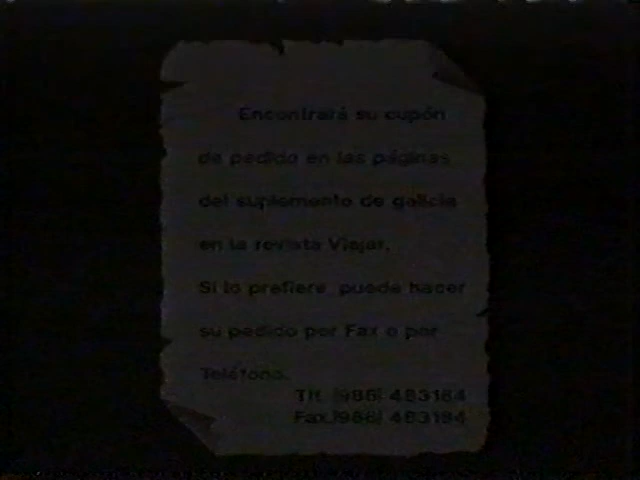 Encontrará su cupón
de pedido en las páginas
del suplemento de galicia
en la revista Viajar.
Si lo prefiere, puede hacer
su pedido por Fax o por
Teléfono.
Tlf. (986) 483184
Fax.(986) 483184